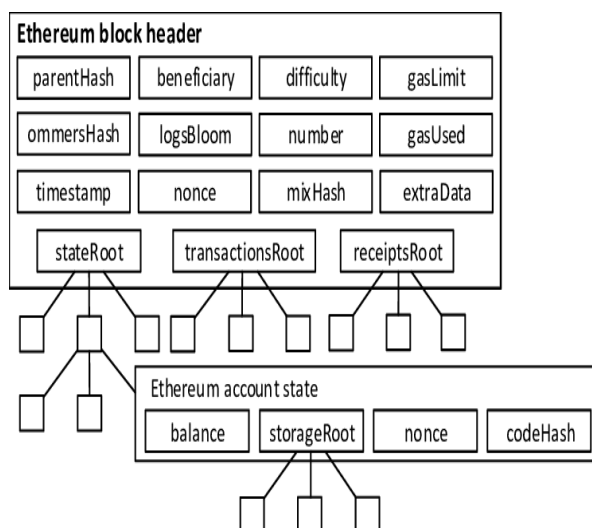 Ethereum block header
parentHash beneficiary difficulty gasLimit
ommersHash logsBloom number gasUsed
timestamp nonce mixHash extraData
stateRoot transactionsRoot receiptsRoot
Ethereum account state
balance storageRoot nonce codeHash